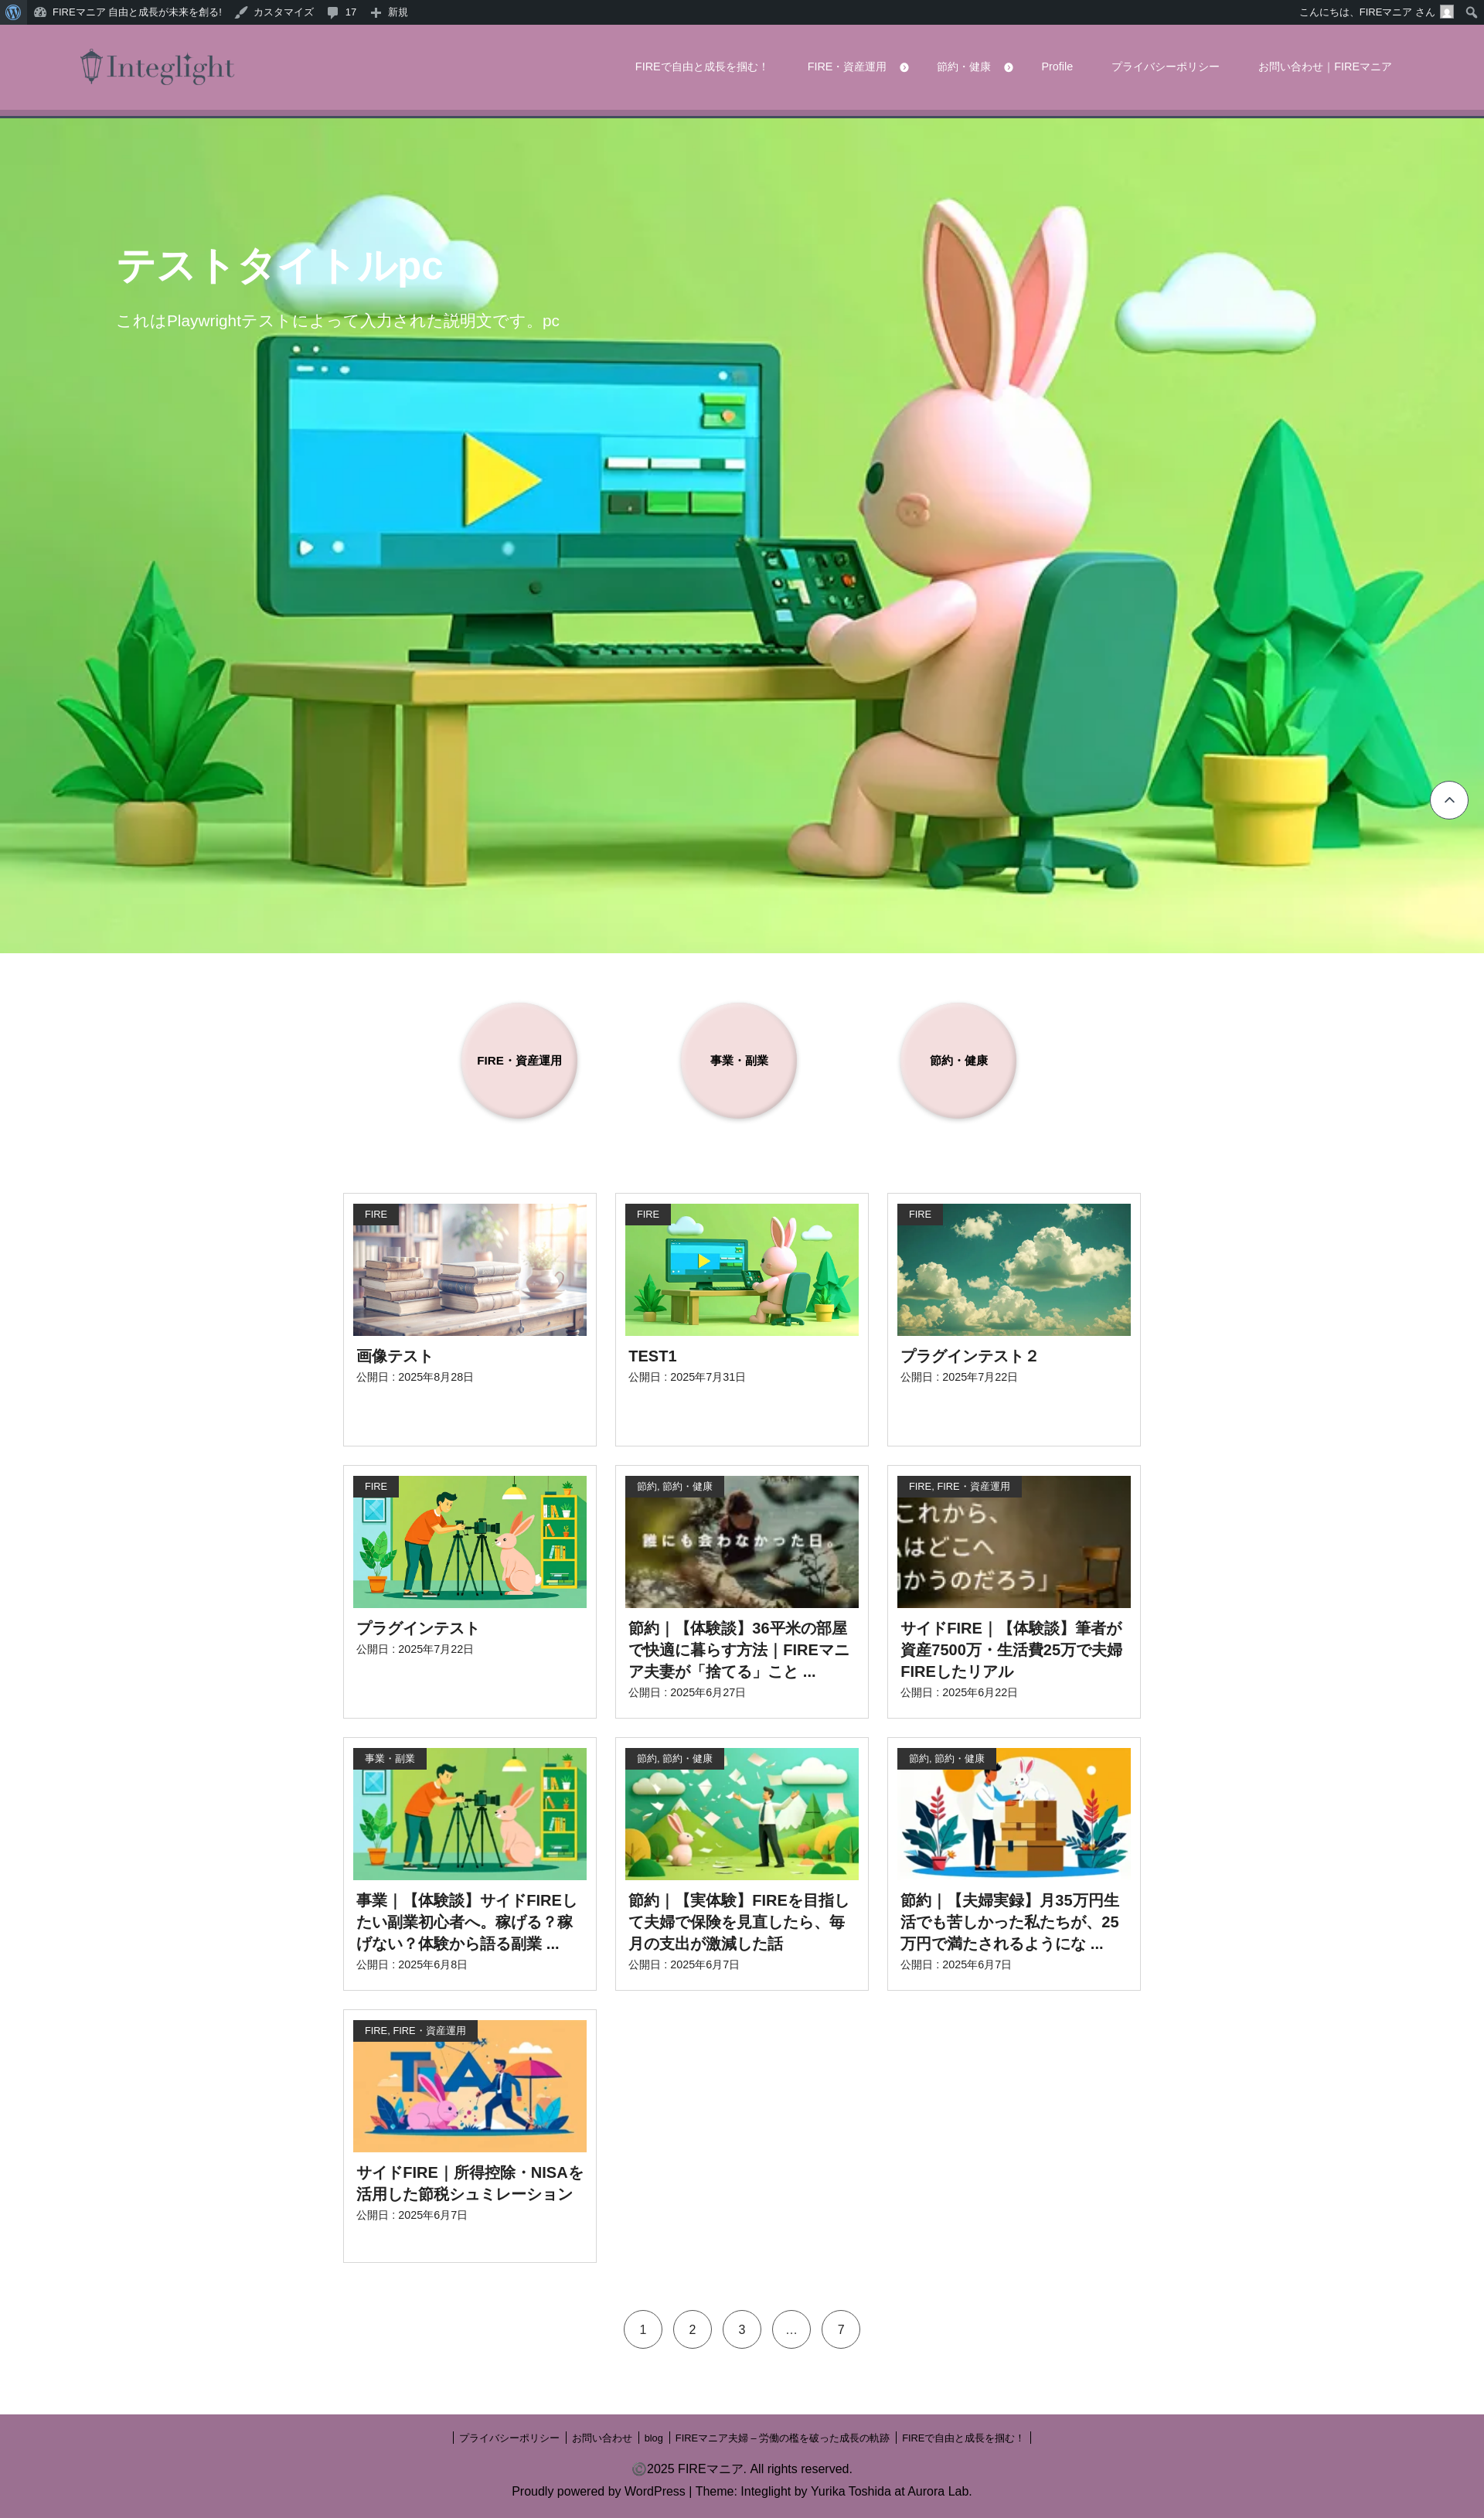 FIREマニア 自由と成長が未来を創る!　カスタマイズ　17　新規　こんにちは、FIREマニア さん
Integlight　FIREで自由と成長を掴む！　FIRE・資産運用　節約・健康　Profile　プライバシーポリシー　お問い合わせ｜FIREマニア
テストタイトルpc
これはPlaywrightテストによって入力された説明文です。pc
FIRE・資産運用　事業・副業　節約・健康
FIRE
画像テスト
公開日 : 2025年8月28日
FIRE
TEST1
公開日 : 2025年7月31日
FIRE
プラグインテスト２
公開日 : 2025年7月22日
FIRE
プラグインテスト
公開日 : 2025年7月22日
節約, 節約・健康
誰にも会わなかった日。
節約｜【体験談】36平米の部屋
で快適に暮らす方法｜FIREマニ
ア夫妻が「捨てる」こと ...
公開日 : 2025年6月27日
FIRE, FIRE・資産運用
これから、
はどこへ
かうのだろう」
サイドFIRE｜【体験談】筆者が
資産7500万・生活費25万で夫婦
FIREしたリアル
公開日 : 2025年6月22日
事業・副業
事業｜【体験談】サイドFIREし
たい副業初心者へ。稼げる？稼
げない？体験から語る副業 ...
公開日 : 2025年6月8日
節約, 節約・健康
節約｜【実体験】FIREを目指し
て夫婦で保険を見直したら、毎
月の支出が激減した話
公開日 : 2025年6月7日
節約, 節約・健康
節約｜【夫婦実録】月35万円生
活でも苦しかった私たちが、25
万円で満たされるようにな ...
公開日 : 2025年6月7日
FIRE, FIRE・資産運用
サイドFIRE｜所得控除・NISAを
活用した節税シュミレーション
公開日 : 2025年6月7日
1　2　3　…　7
プライバシーポリシー　お問い合わせ　blog　FIREマニア夫婦 – 労働の檻を破った成長の軌跡　FIREで自由と成長を掴む！
©2025 FIREマニア. All rights reserved.
Proudly powered by WordPress | Theme: Integlight by Yurika Toshida at Aurora Lab.